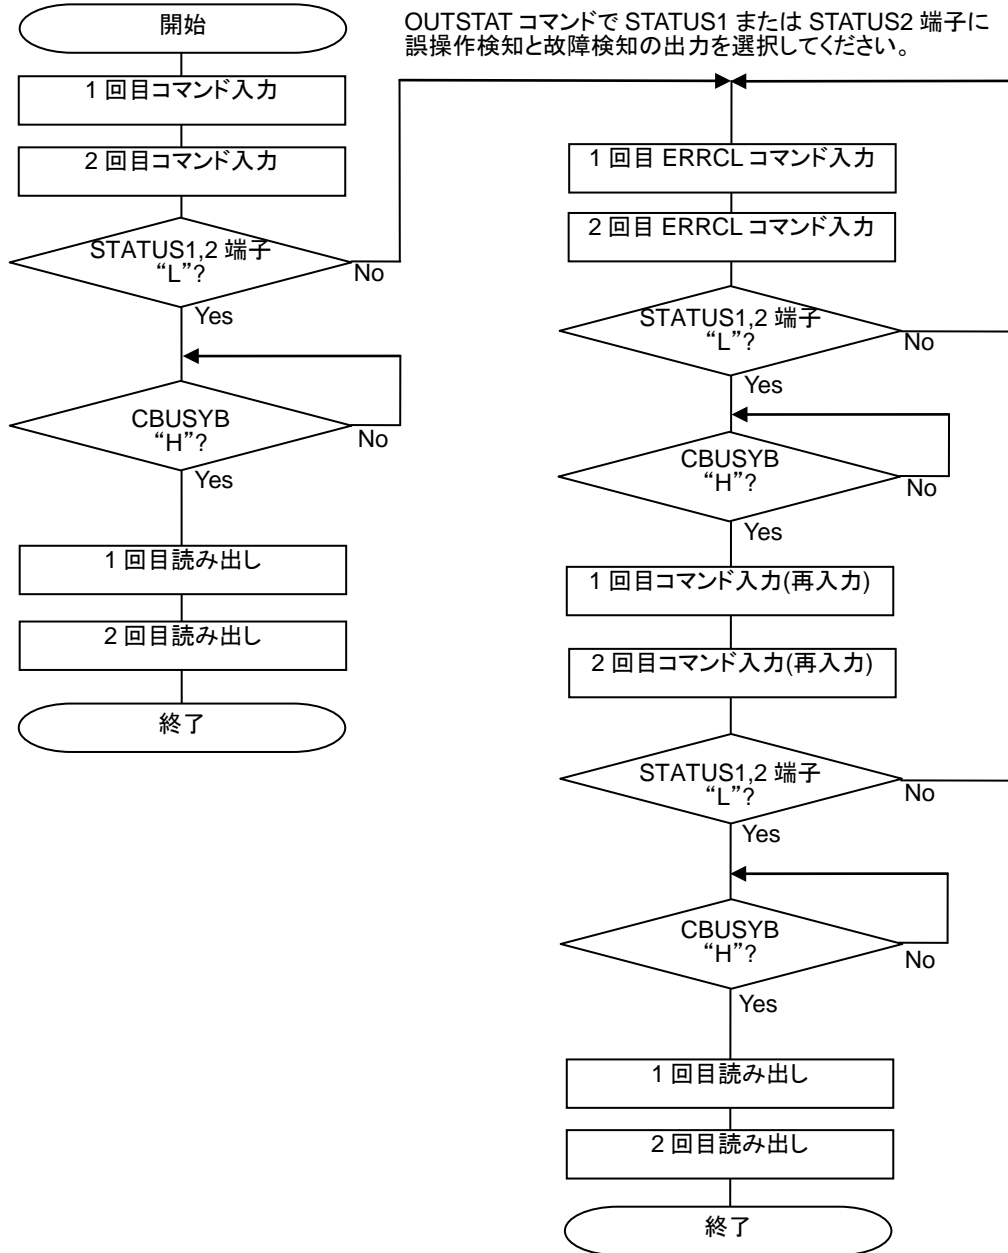 開始
1 回目コマンド入力
2 回目コマンド入力
STATUS1,2 端子
“L”?
No
Yes
CBUSYB
“H”?
No
Yes
1 回目読み出し
2 回目読み出し
終了
OUTSTAT コマンドで STATUS1 または STATUS2 端子に
誤操作検知と故障検知の出力を選択してください。
1 回目 ERRCL コマンド入力
2 回目 ERRCL コマンド入力
STATUS1,2 端子
“L”?
No
Yes
CBUSYB
“H”?
No
Yes
1 回目コマンド入力(再入力)
2 回目コマンド入力(再入力)
STATUS1,2 端子
“L”?
No
Yes
CBUSYB
“H”?
No
Yes
1 回目読み出し
2 回目読み出し
終了